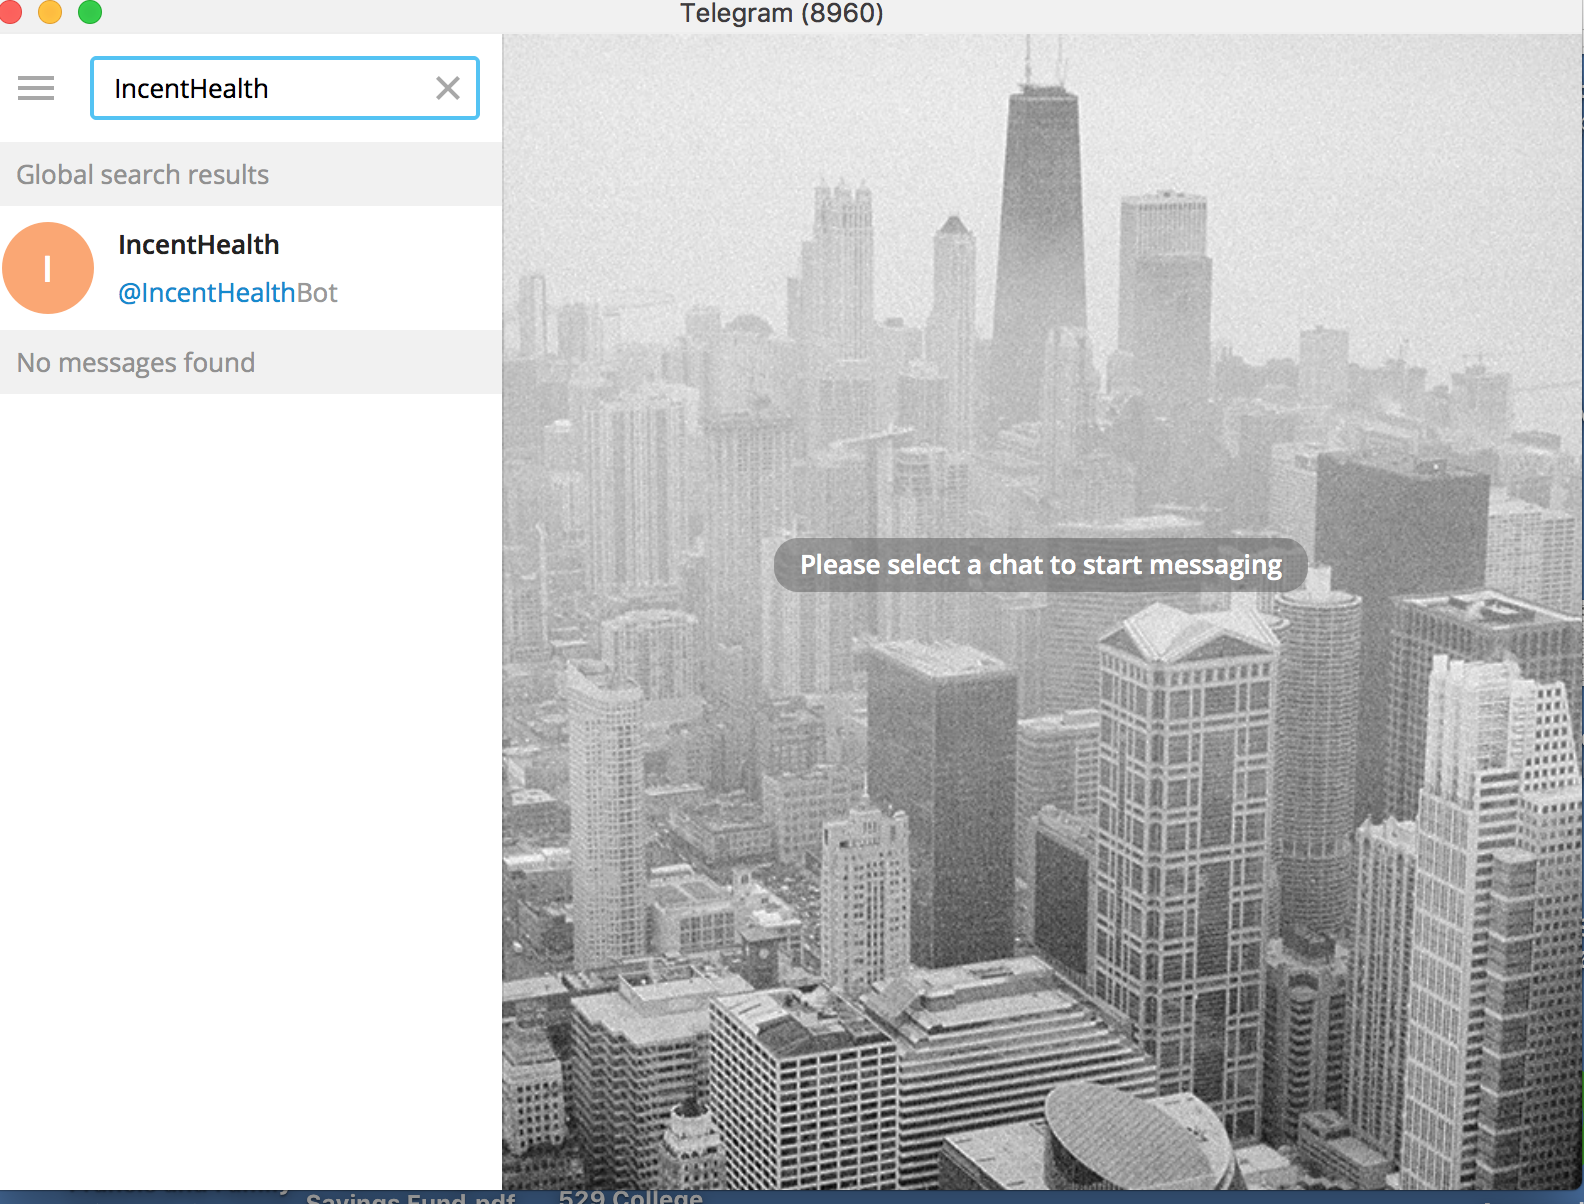 Telegram (8960)
IncentHealth
Global search results
I
IncentHealth
@IncentHealthBot
No messages found
Please select a chat to start messaging
Savings Fund.pdf
529 College